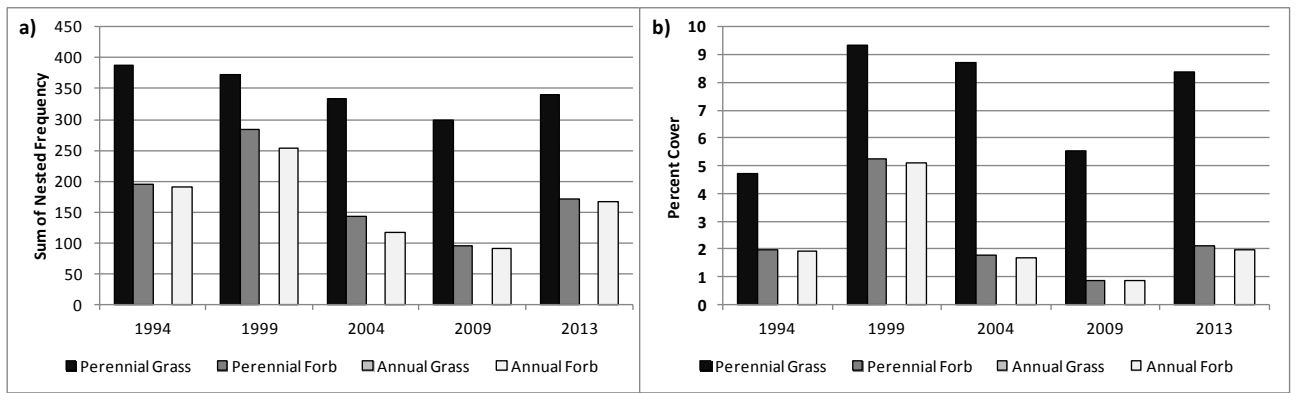 a)
Sum of Nested Frequency
450
400
350
300
250
200
150
100
50
0
1994 1999 2004 2009 2013
Perennial Grass Perennial Forb Annual Grass Annual Forb
b)
Percent Cover
10
9
8
7
6
5
4
3
2
1
0
1994 1999 2004 2009 2013
Perennial Grass Perennial Forb Annual Grass Annual Forb